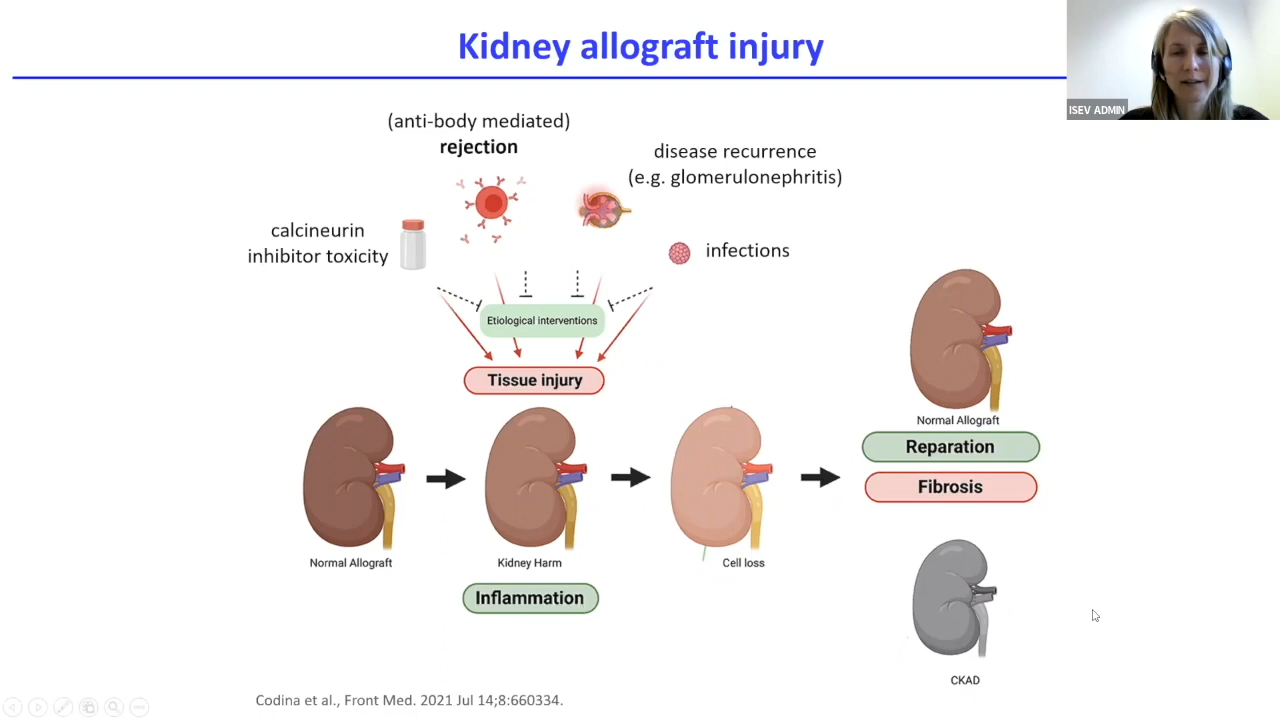 Kidney allograft injury
ISEV ADMIN
(anti-body mediated)
rejection
disease recurrence
(e.g. glomerulonephritis)
calcineurin
inhibitor toxicity
infections
Etiological interventions
Tissue injury
Normal Allograft
Reparation
Fibrosis
Normal Allograft
Kidney Harm
Cell loss
Inflammation
CKAD
Codina et al., Front Med. 2021 Jul 14;8:660334.